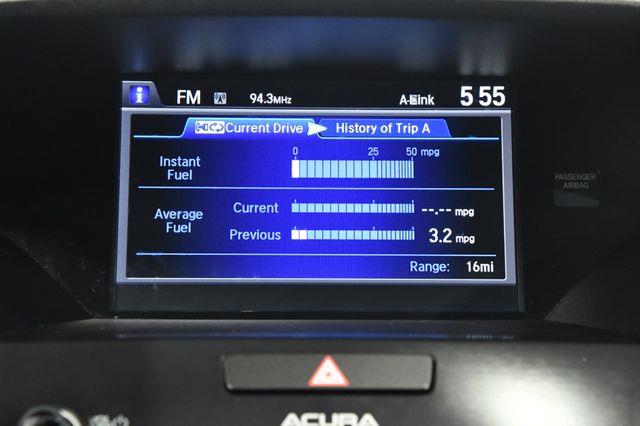 i FM 94.3MHZ A-Link 5 55
Current Drive History of Trip A
0 25 50 mpg
Instant
Fuel
PASSENGER
AIRBAG
Average
Fuel
Current --.-- mpg
Previous 3.2 mpg
Range: 16mi
ACURA